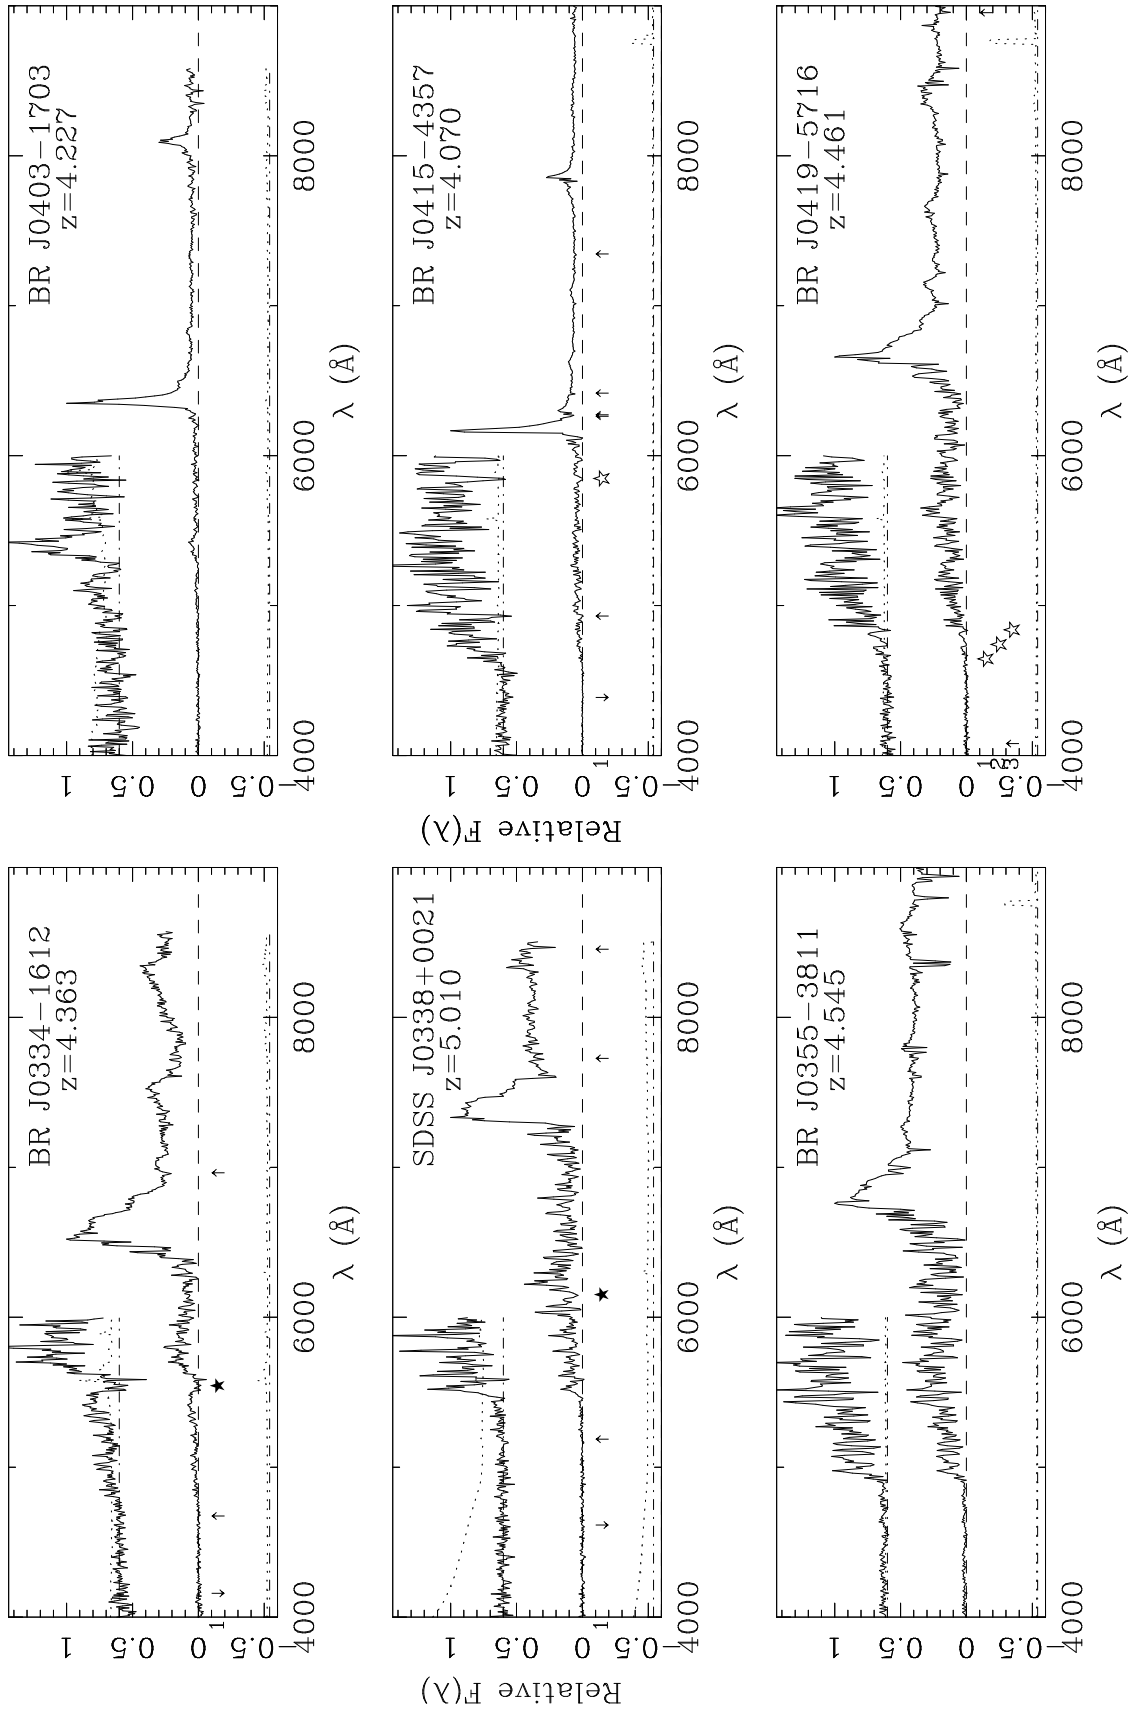 BR J0334−1612
z=4.363
1
0.5
0
−0.5
1
4000
6000
8000
λ (Å)
BR J0403−1703
z=4.227
1
0.5
0
−0.5
4000
6000
8000
λ (Å)
Relative F(λ)
SDSS J0338+0021
z=5.010
1
0.5
0
−0.5
1
4000
6000
8000
λ (Å)
Relative F(λ)
BR J0415−4357
z=4.070
1
0.5
0
−0.5
1
4000
6000
8000
λ (Å)
BR J0355−3811
z=4.545
1
0.5
0
−0.5
4000
6000
8000
λ (Å)
BR J0419−5716
z=4.461
1
0.5
0
−0.5
1
2
3
4000
6000
8000
λ (Å)